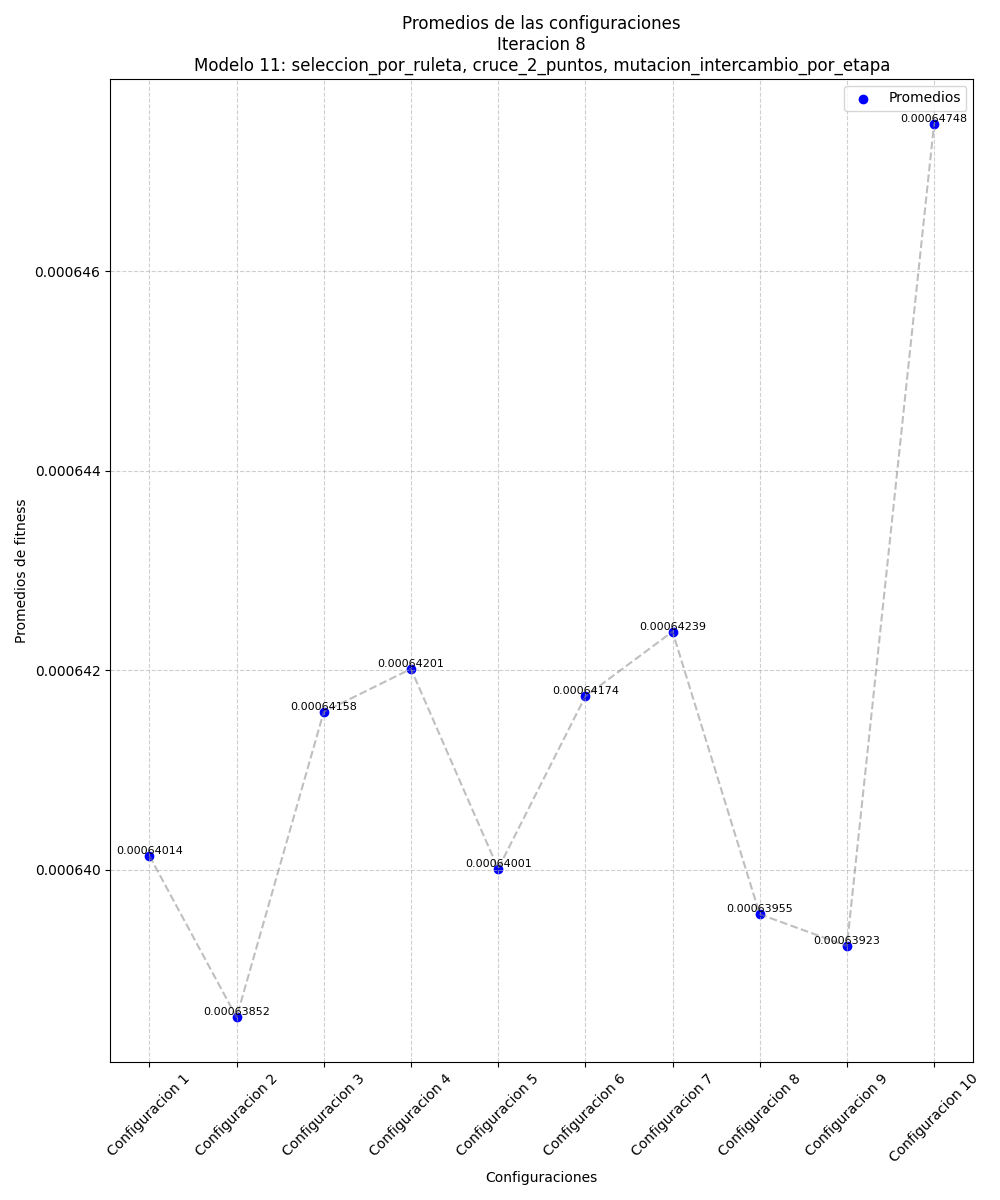 Promedios de las configuraciones
Iteracion 8
Modelo 11: seleccion_por_ruleta, cruce_2_puntos, mutacion_intercambio_por_etapa
Promedios
0.00064748
0.000646
0.000644
Promedios de fitness
0.00064239
0.00064201
0.000642
0.00064174
0.00064158
0.00064014
0.00064001
0.000640
0.00063955
0.00063923
0.00063852
Configuracion 1
Configuracion 2
Configuracion 3
Configuracion 4
Configuracion 5
Configuracion 6
Configuracion 7
Configuracion 8
Configuracion 9
Configuracion 10
Configuraciones